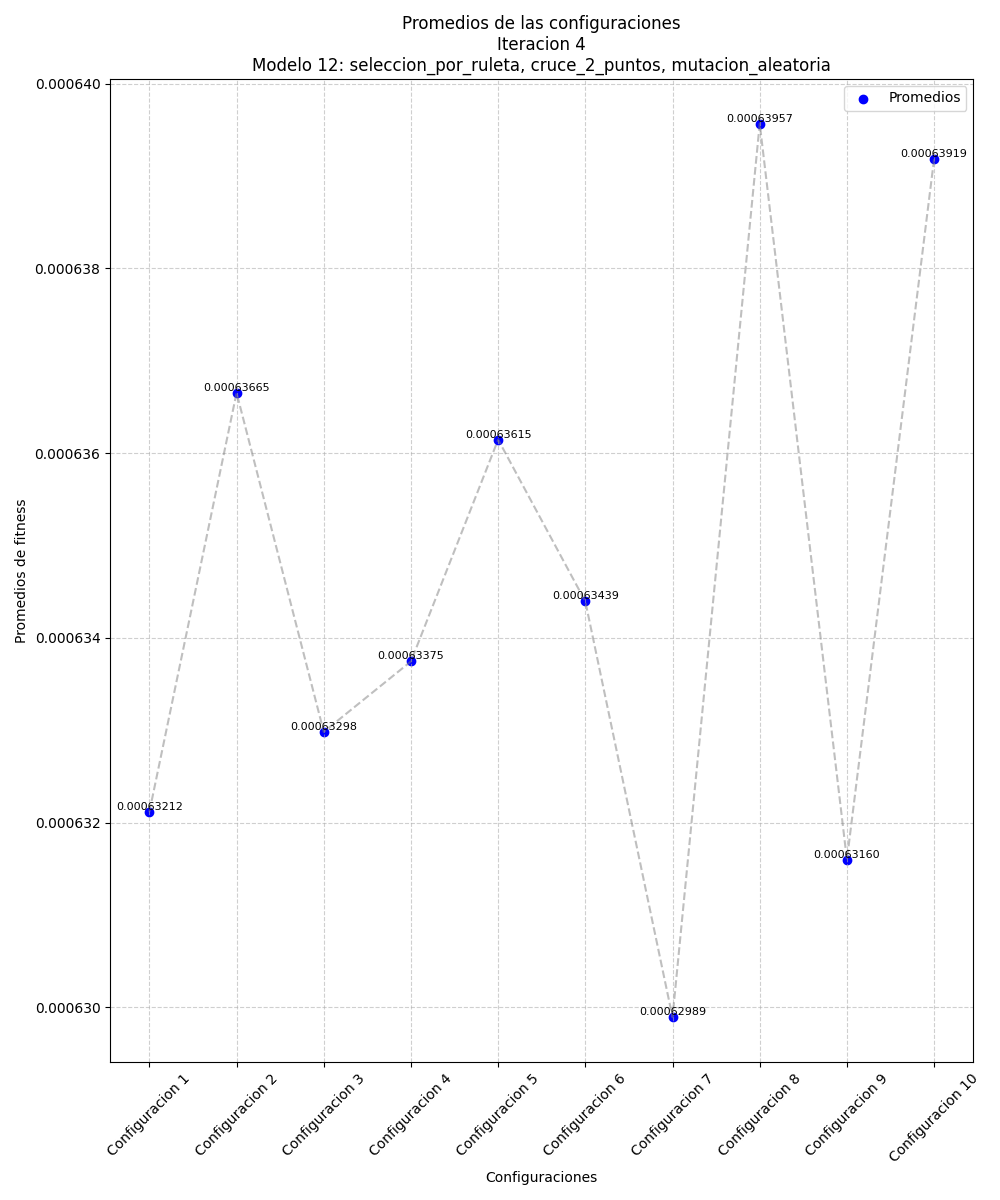 Promedios de las configuraciones
Iteracion 4
Modelo 12: seleccion_por_ruleta, cruce_2_puntos, mutacion_aleatoria
Promedios
0.000640
0.000638
0.000636
0.000634
0.000632
0.000630
Promedios de fitness
0.00063212
0.00063665
0.00063298
0.00063375
0.00063615
0.00063439
0.00062989
0.00063957
0.00063160
0.00063919
Configuracion 1
Configuracion 2
Configuracion 3
Configuracion 4
Configuracion 5
Configuracion 6
Configuracion 7
Configuracion 8
Configuracion 9
Configuracion 10
Configuraciones